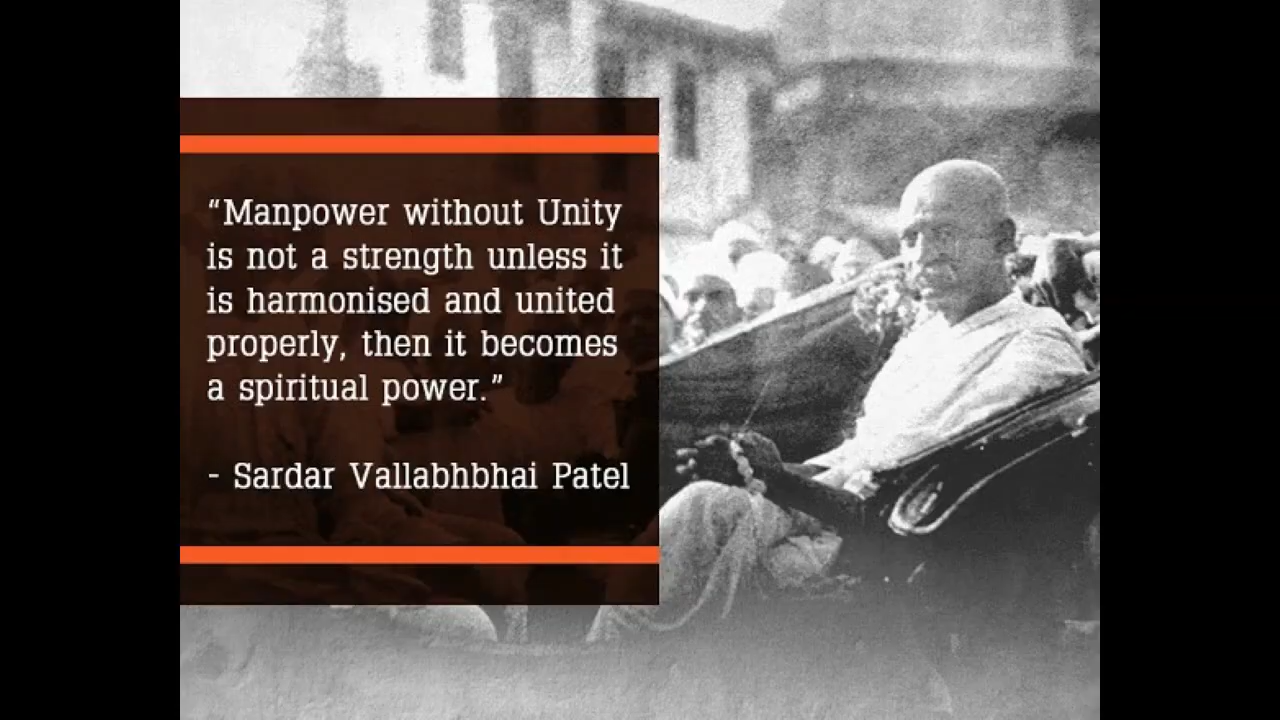 “Manpower without Unity
is not a strength unless it
is harmonised and united
properly, then it becomes
a spiritual power.”
- Sardar Vallabhbhai Patel